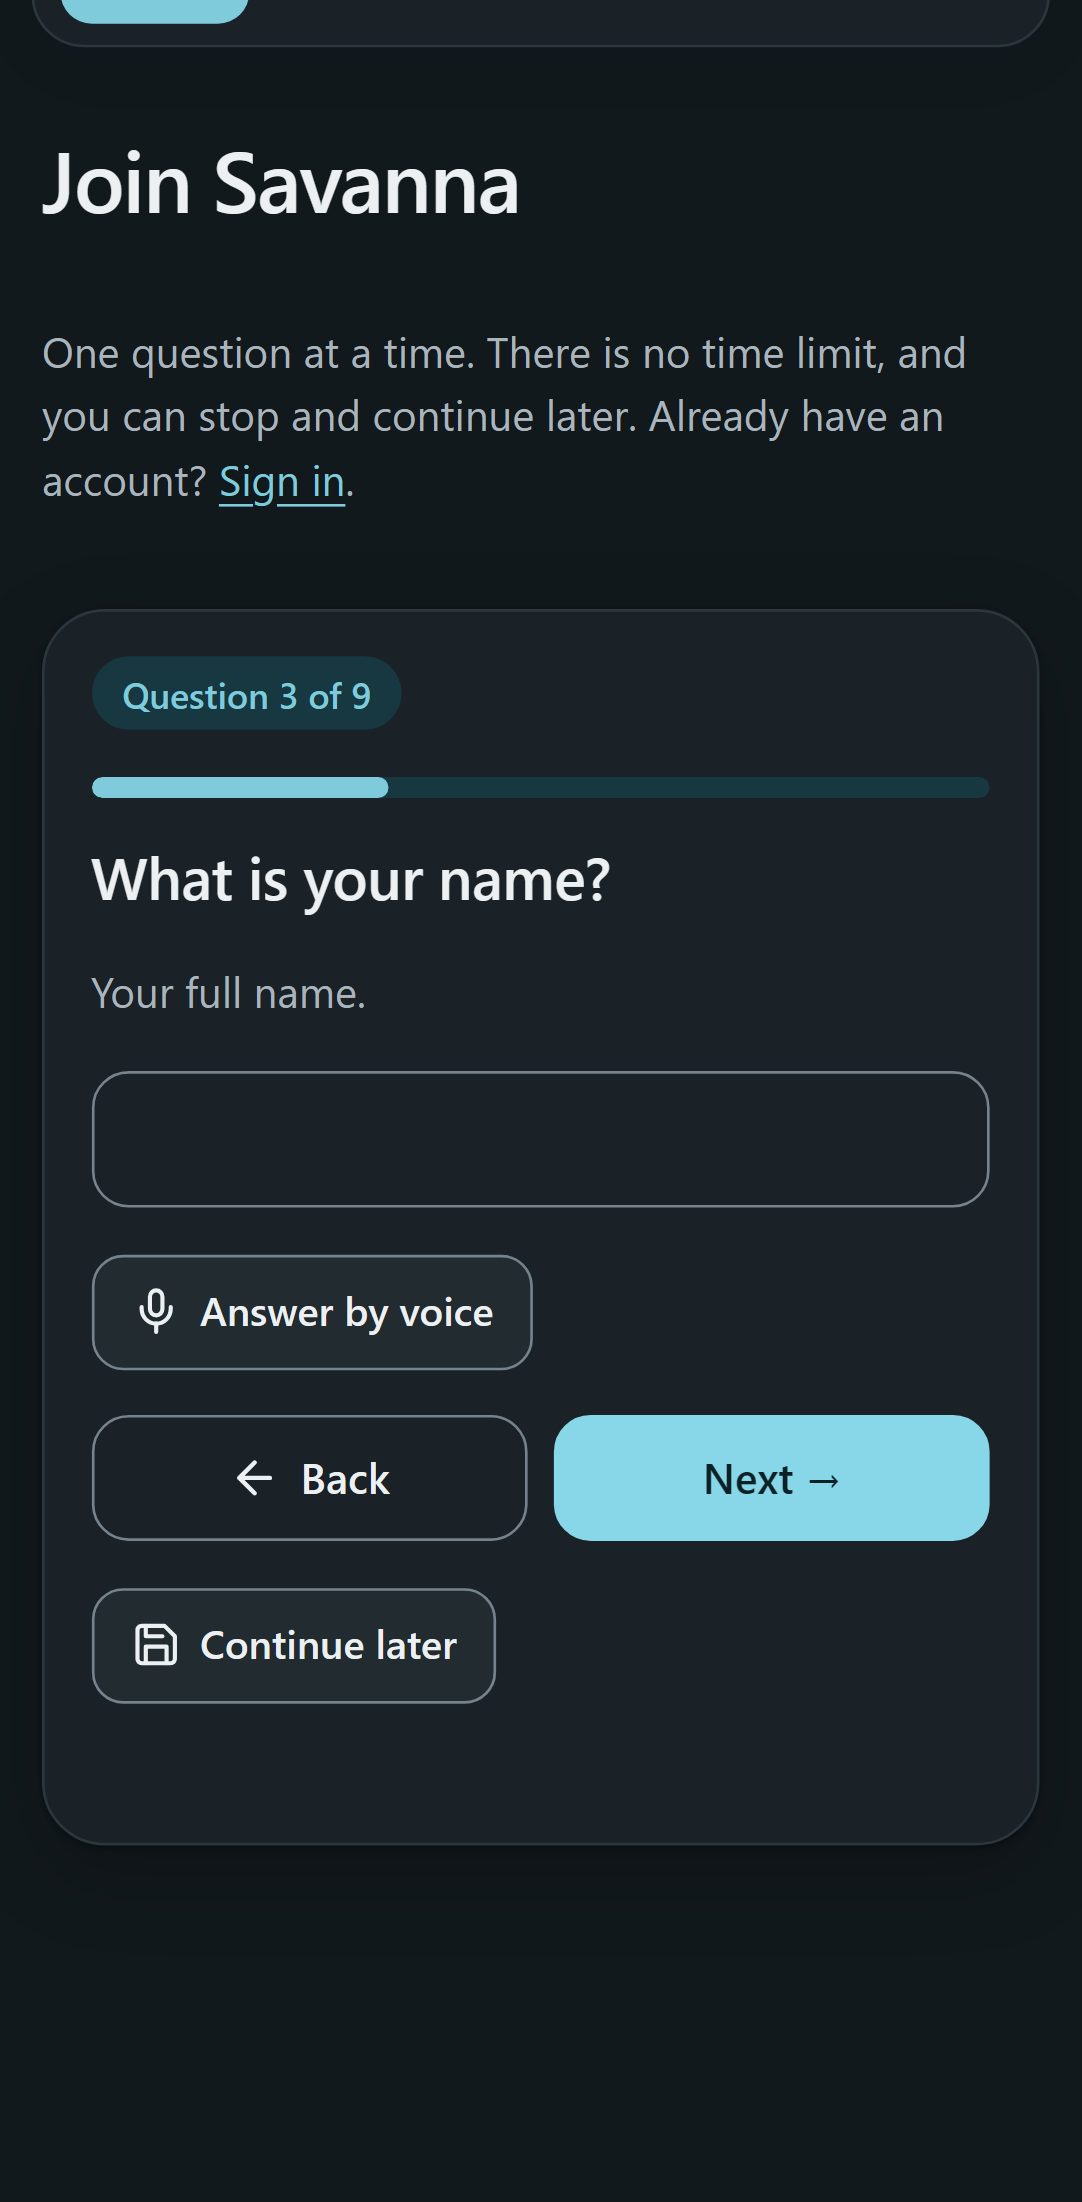 Join Savanna
One question at a time. There is no time limit, and
you can stop and continue later. Already have an
account? Sign in.
Question 3 of 9
What is your name?
Your full name.
Answer by voice
← Back
Next →
Continue later